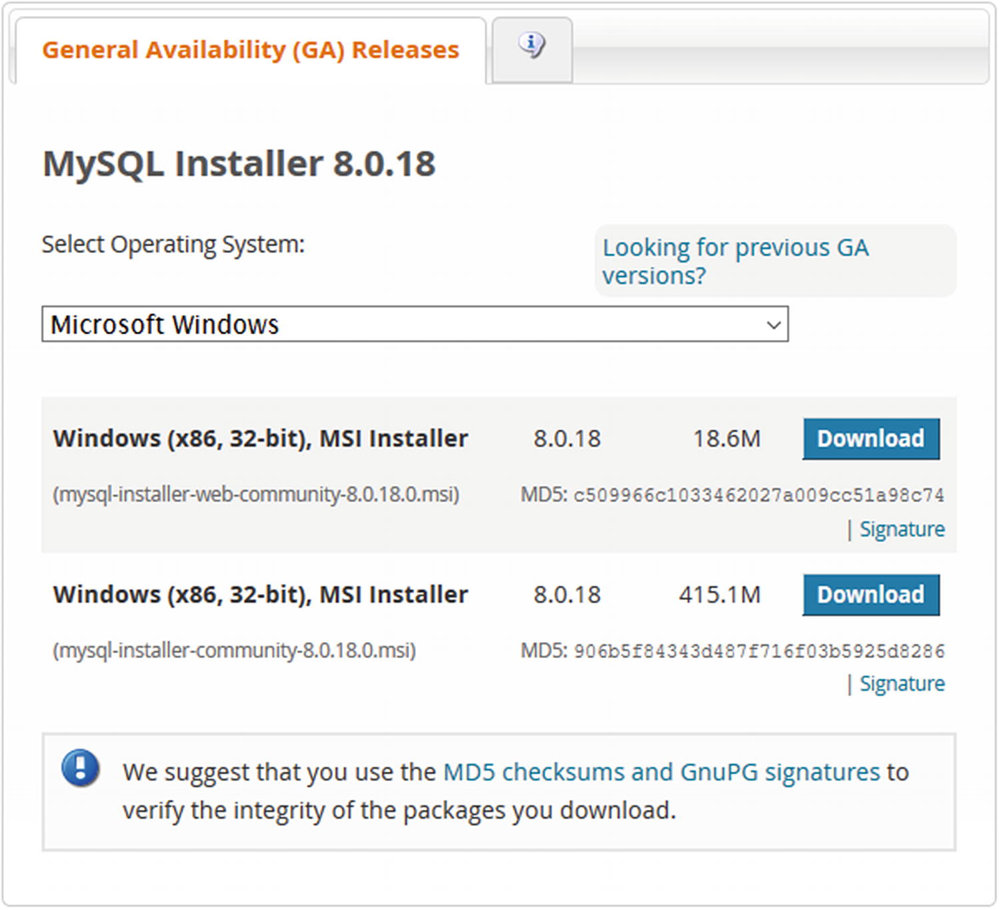 General Availability (GA) Releases
MySQL Installer 8.0.18
Select Operating System:
Looking for previous GA
versions?
Microsoft Windows
Windows (x86, 32-bit), MSI Installer 8.0.18 18.6M Download
(mysql-installer-web-community-8.0.18.0.msi) MD5: c509966c1033462027a009cc51a98c74
| Signature
Windows (x86, 32-bit), MSI Installer 8.0.18 415.1M Download
(mysql-installer-community-8.0.18.0.msi) MD5: 906b5f84343d487f716f03b5925d8286
| Signature
We suggest that you use the MD5 checksums and GnuPG signatures to
verify the integrity of the packages you download.